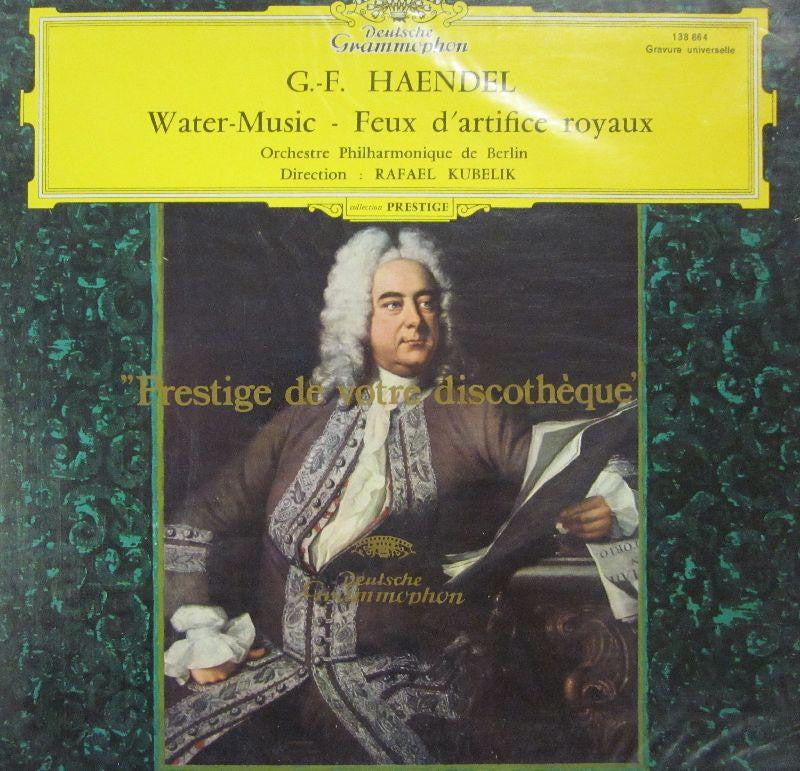 Deutsche
Grammophon
138 664
Gravure universelle
G.-F. HAENDEL
Water-Music - Feux d'artifice royaux
Orchestre Philharmonique de Berlin
Direction : RAFAEL KUBELIK
collection PRESTIGE
"Prestige de votre discothèque"
Deutsche
Grammophon